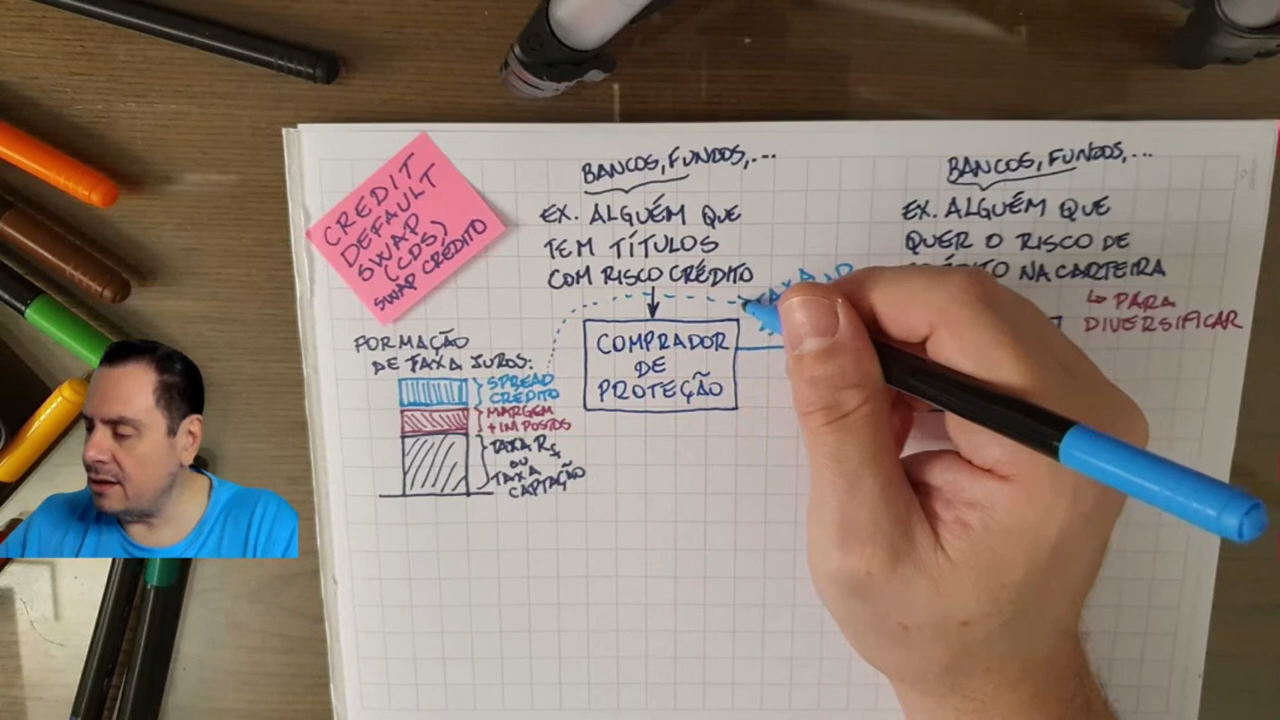 CREDIT
DEFAULT
SWAP
(CDS)
SWAP CRÉDITO
BANCOS, FUNDOS,...
EX. ALGUÉM QUE
TEM TÍTULOS
COM RISCO CRÉDITO
COMPRADOR
DE
PROTEÇÃO
FORMAÇÃO
DE TAXA JUROS:
SPREAD
CRÉDITO
MARGEM
+ IMPOSTOS
TAXA Rf
OU
TAXA
CAPTAÇÃO
TAXA
BANCOS, FUNDOS,...
EX. ALGUÉM QUE
QUER O RISCO DE
NA CARTEIRA
↳ PARA
DIVERSIFICAR